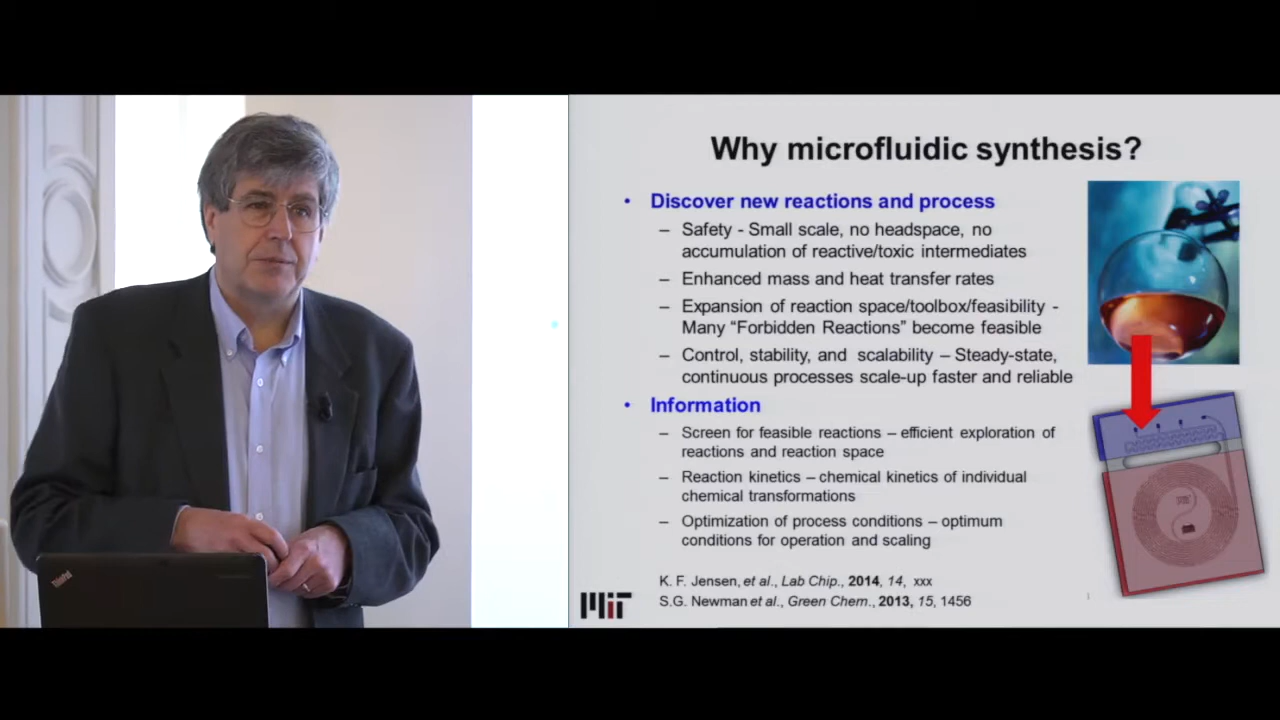 Why microfluidic synthesis?
• Discover new reactions and process
– Safety - Small scale, no headspace, no
accumulation of reactive/toxic intermediates
– Enhanced mass and heat transfer rates
– Expansion of reaction space/toolbox/feasibility -
Many “Forbidden Reactions” become feasible
– Control, stability, and scalability – Steady-state,
continuous processes scale-up faster and reliable
• Information
– Screen for feasible reactions – efficient exploration of
reactions and reaction space
– Reaction kinetics – chemical kinetics of individual
chemical transformations
– Optimization of process conditions – optimum
conditions for operation and scaling
K. F. Jensen, et al., Lab Chip., 2014, 14, xxx
S.G. Newman et al., Green Chem., 2013, 15, 1456
MIT
ThinkPad